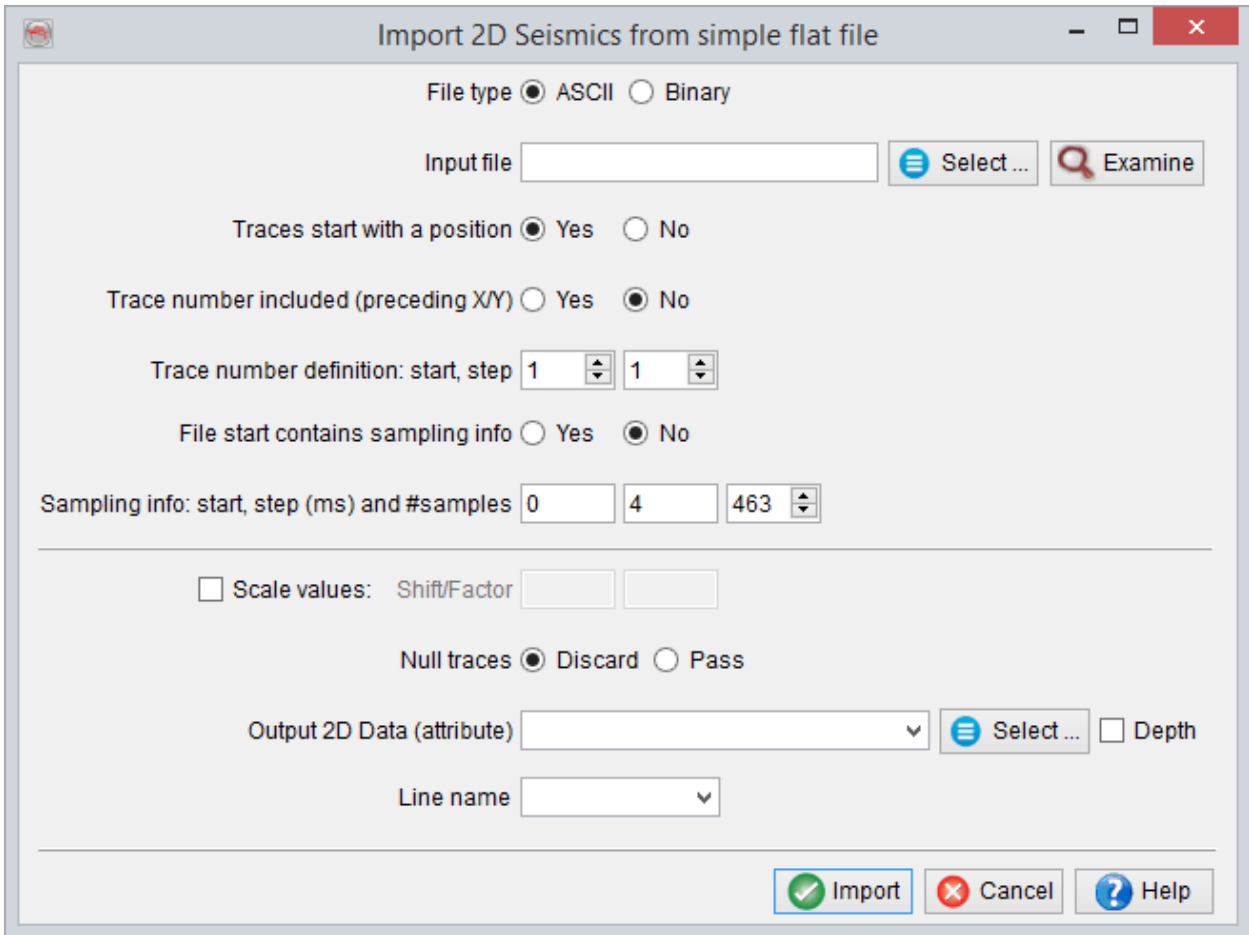 Import 2D Seismics from simple flat file
File type ASCII Binary
Input file Select ... Examine
Traces start with a position Yes No
Trace number included (preceding X/Y) Yes No
Trace number definition: start, step 1 1
File start contains sampling info Yes No
Sampling info: start, step (ms) and #samples 0 4 463
Scale values: Shift/Factor
Null traces Discard Pass
Output 2D Data (attribute) Select ... Depth
Line name
Import Cancel Help